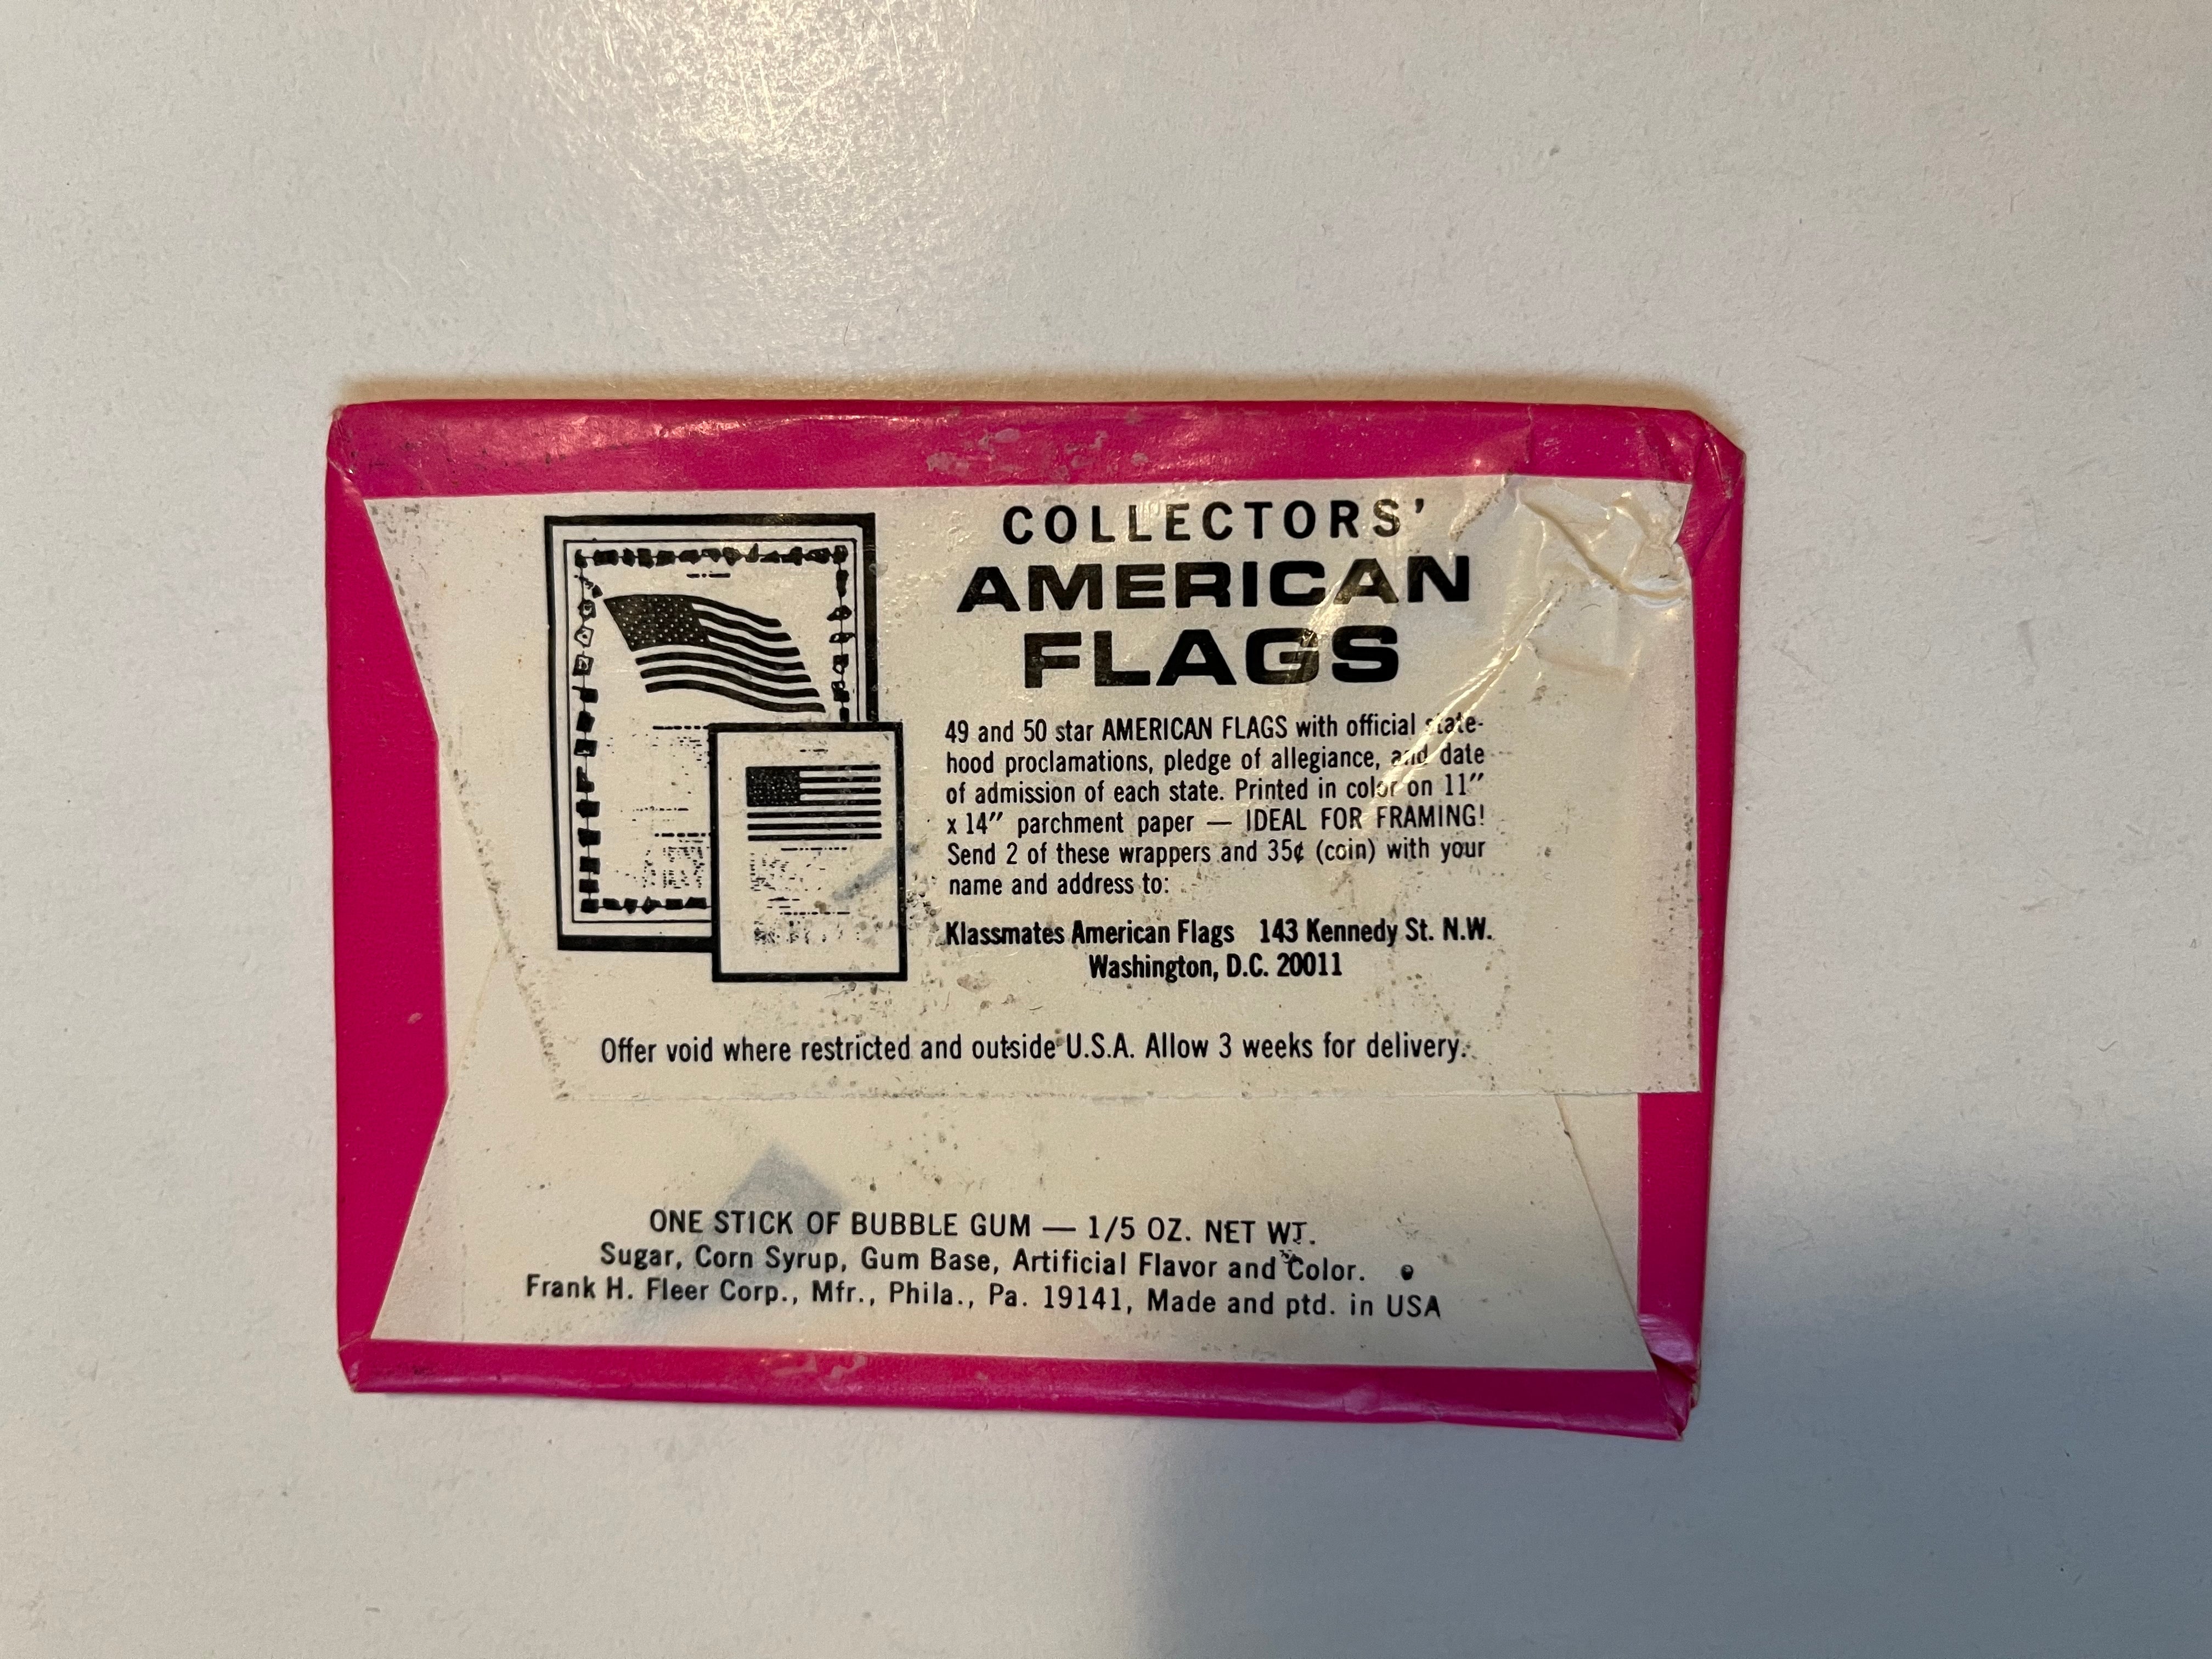 COLLECTORS'
AMERICAN
FLAGS
49 and 50 star AMERICAN FLAGS with official state-
hood proclamations, pledge of allegiance, and date
of admission of each state. Printed in color on 11"
x 14" parchment paper — IDEAL FOR FRAMING!
Send 2 of these wrappers and 35¢ (coin) with your
name and address to:
Klassmates American Flags 143 Kennedy St. N.W.
Washington, D.C. 20011
Offer void where restricted and outside U.S.A. Allow 3 weeks for delivery.
ONE STICK OF BUBBLE GUM — 1/5 OZ. NET WT.
Sugar, Corn Syrup, Gum Base, Artificial Flavor and Color.
Frank H. Fleer Corp., Mfr., Phila., Pa. 19141, Made and ptd. in USA